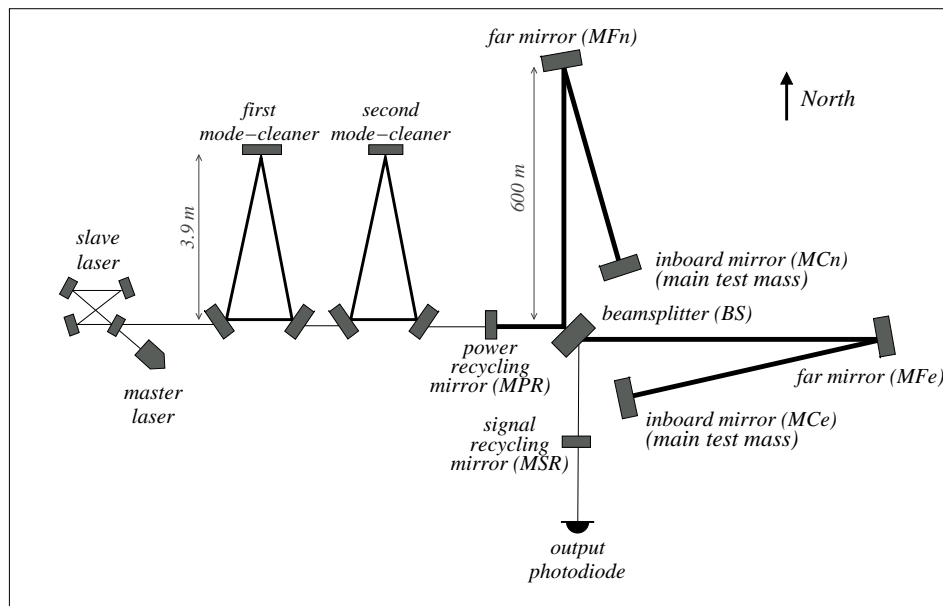 far mirror (MFn)
North
first
mode−cleaner
second
mode−cleaner
3.9 m
600 m
slave
laser
master
laser
inboard mirror (MCn)
(main test mass)
beamsplitter (BS)
power
recycling
mirror (MPR)
far mirror (MFe)
inboard mirror (MCe)
(main test mass)
signal
recycling
mirror (MSR)
output
photodiode